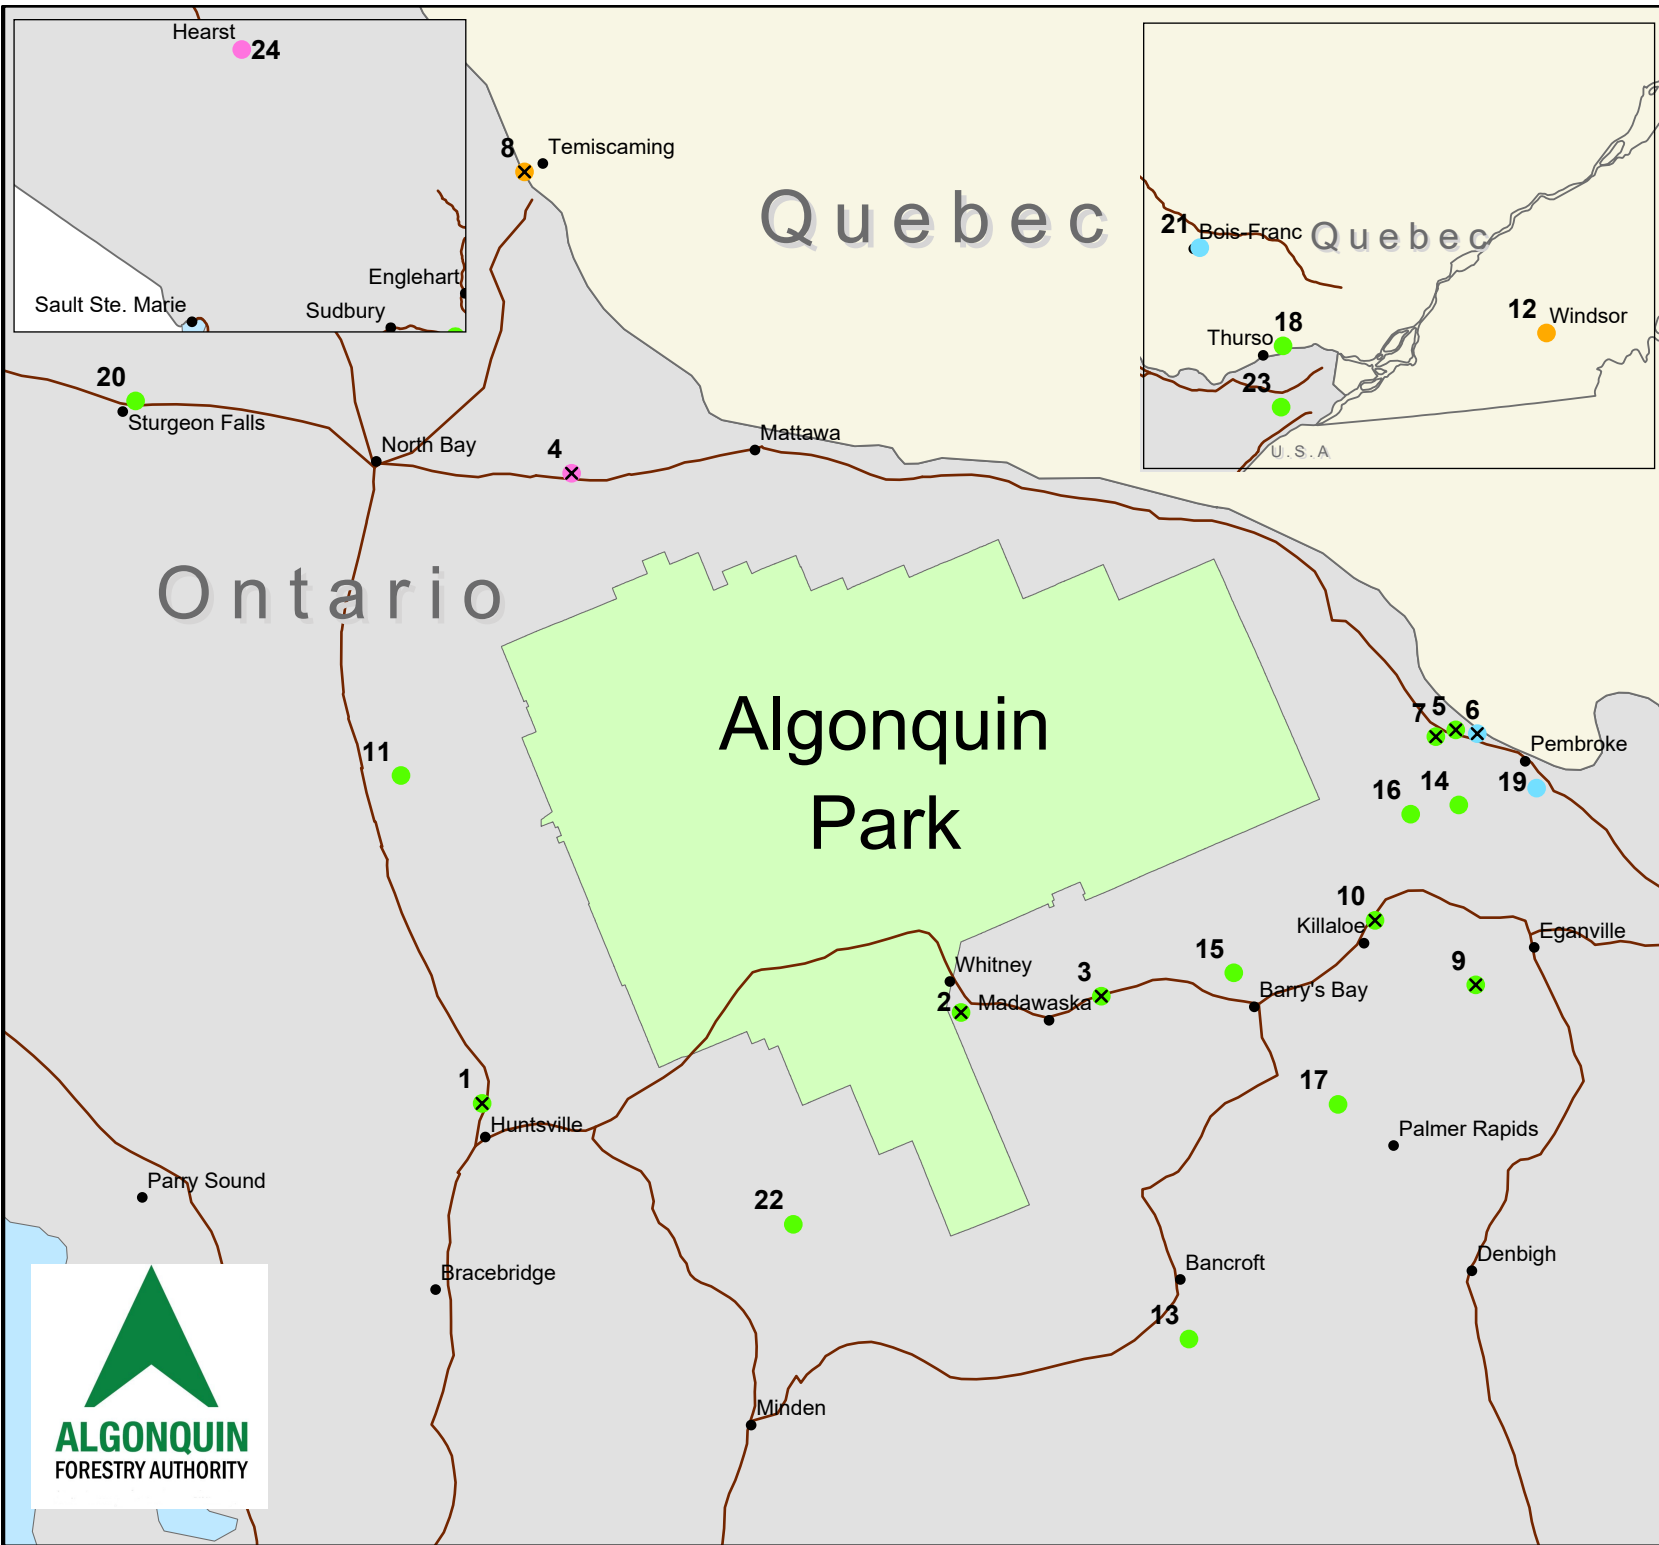 Hearst
24
Englehart
Sault Ste. Marie
Sudbury
8
Temiscaming
Quebec
21
Bois-Franc
Quebec
12
Windsor
18
Thurso
23
U.S.A
20
Sturgeon Falls
North Bay
4
Mattawa
Ontario
Algonquin
Park
11
7
5
6
Pembroke
19
16
14
10
Killaloe
Eganville
9
15
Barry's Bay
Whitney
3
2
Madawaska
1
Huntsville
17
Palmer Rapids
Parry Sound
22
Bracebridge
Bancroft
Denbigh
13
Minden
ALGONQUIN
FORESTRY AUTHORITY